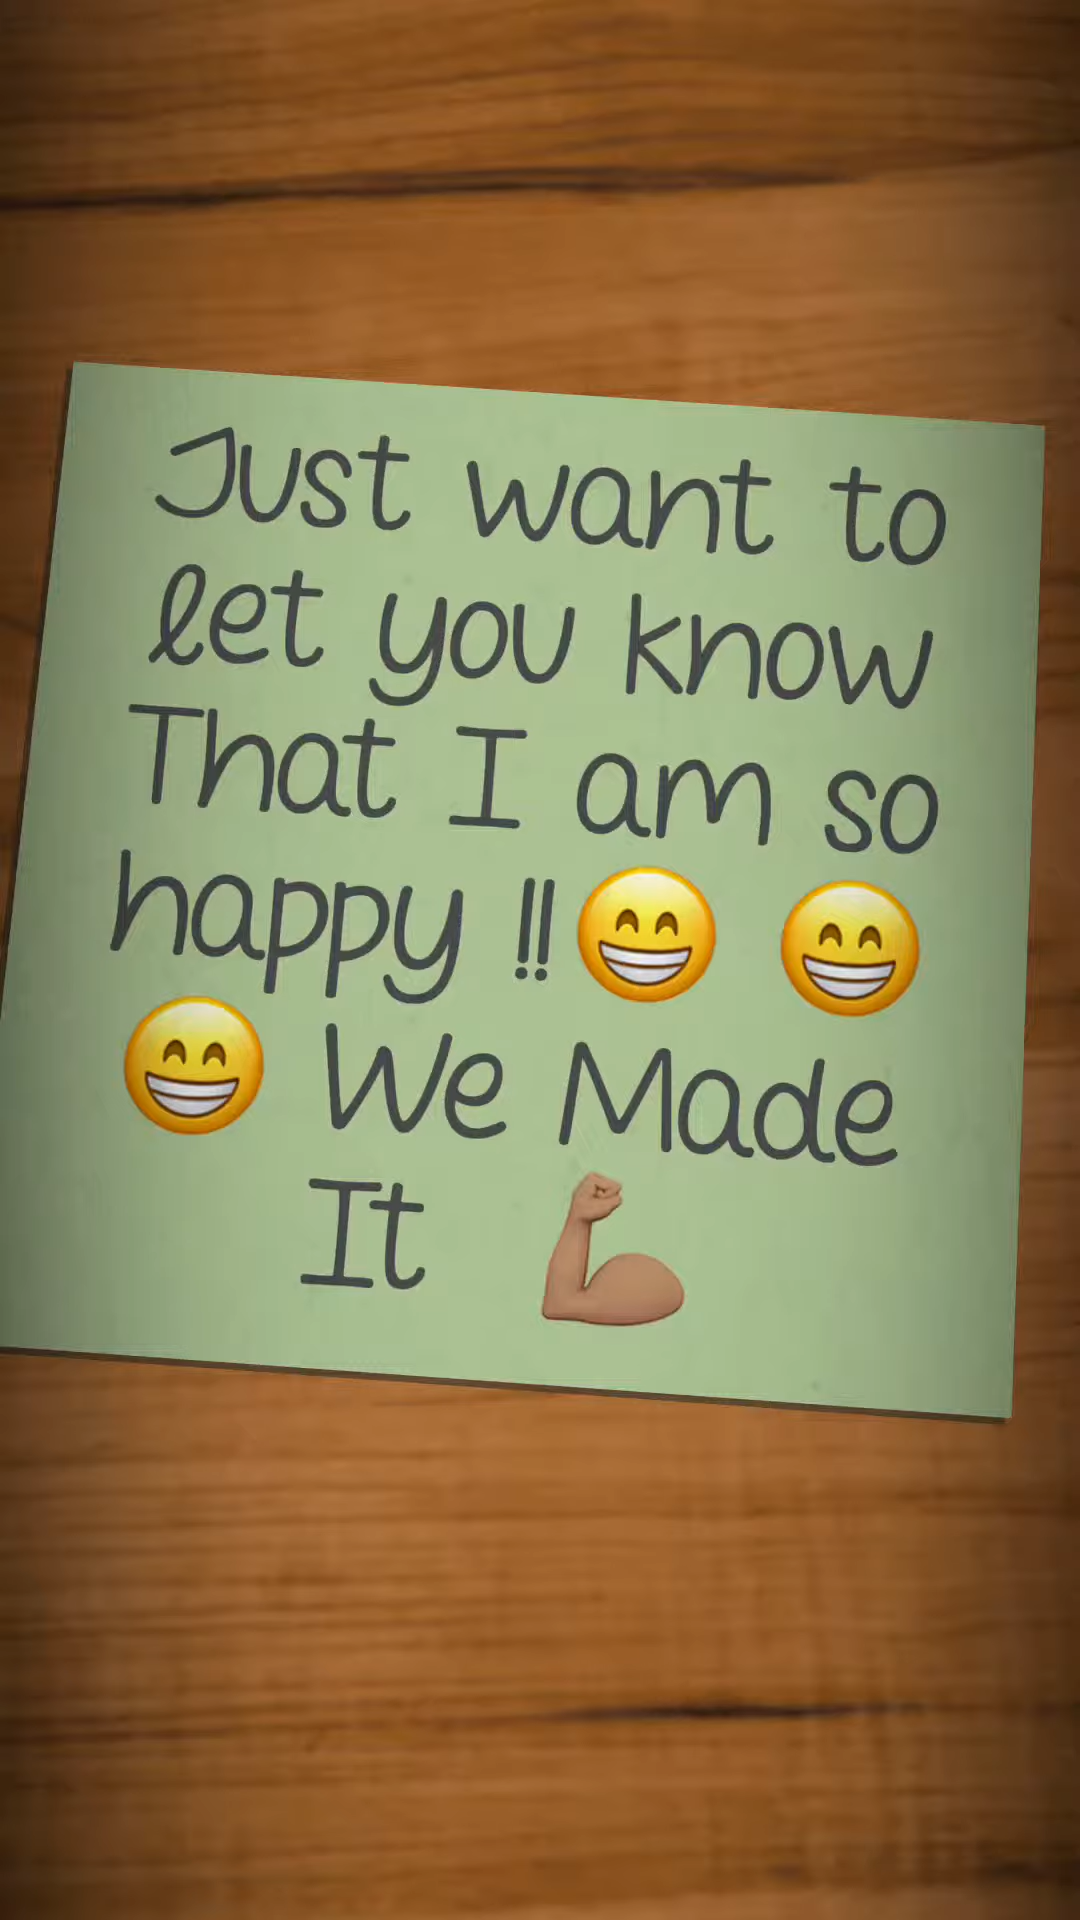 Just want to
let you know
That I am so
happy !!😁 😁
😁 We Made
It 💪🏽